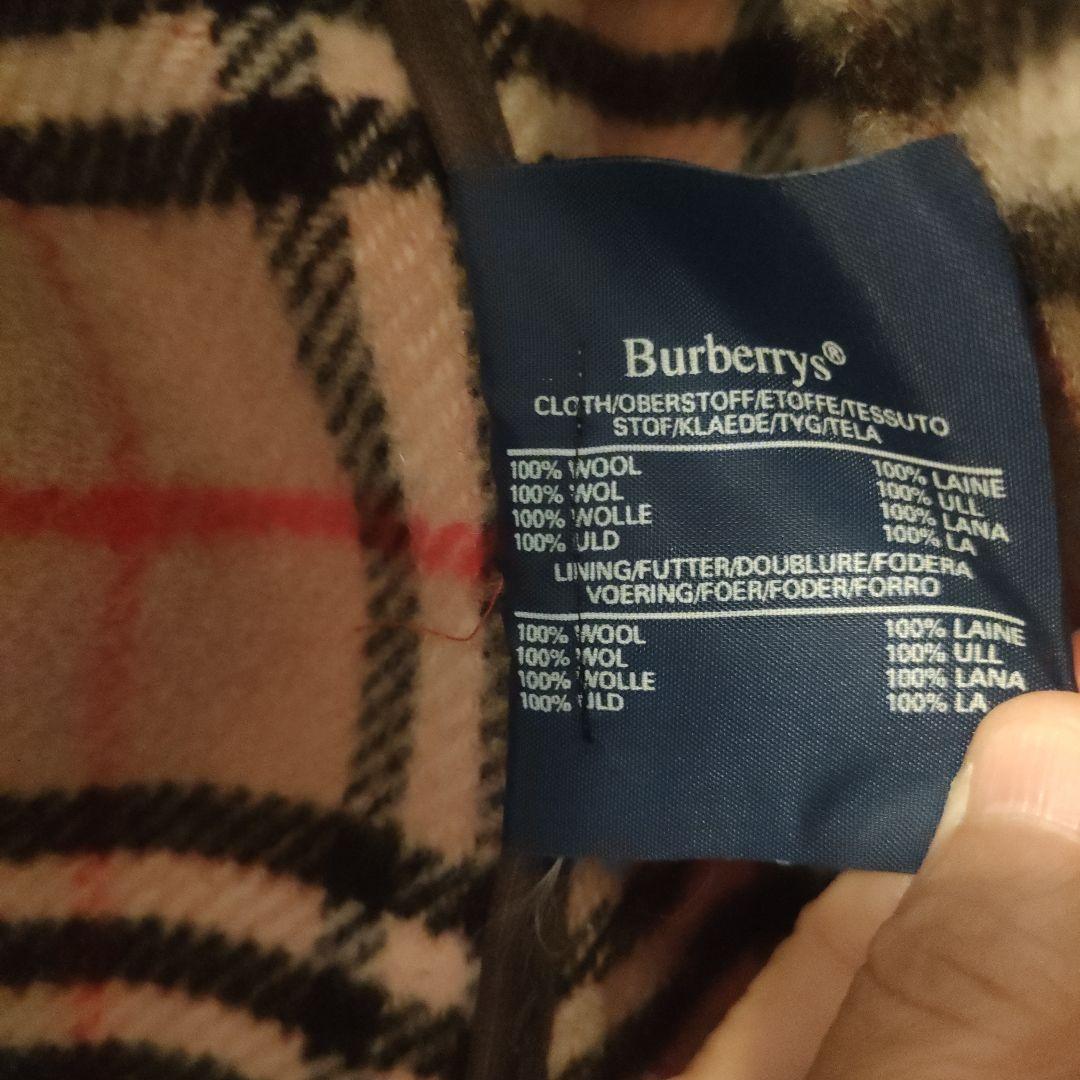 Burberrys®
CLOTH/OBERSTOFF/ETOFFE/TESSUTO
STOF/KLAEDE/TYG/TELA
100% WOOL 100% LAINE
100% WOL 100% ULL
100% WOLLE 100% LANA
100% ULD 100% LA
LINING/FUTTER/DOUBLURE/FODERA
VOERING/FOER/FODER/FORRO
100% WOOL 100% LAINE
100% WOL 100% ULL
100% WOLLE 100% LANA
100% ULD 100% LA